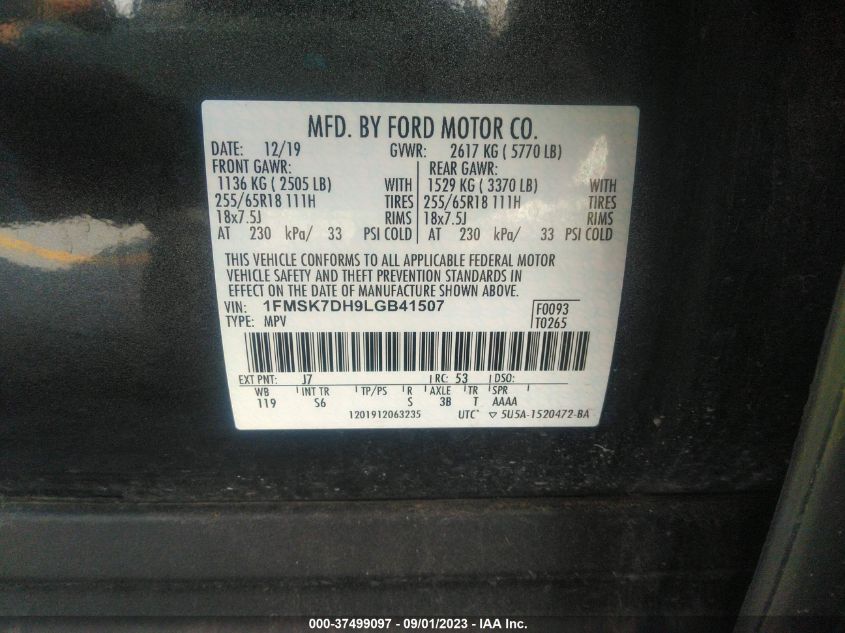 MFD. BY FORD MOTOR CO.
DATE: 12/19 GVWR: 2617 KG ( 5770 LB)
FRONT GAWR: REAR GAWR:
1136 KG ( 2505 LB) WITH 1529 KG ( 3370 LB) WITH
255/65R18 111H TIRES 255/65R18 111H TIRES
18x7.5J RIMS 18x7.5J RIMS
AT 230 kPa/ 33 PSI COLD AT 230 kPa/ 33 PSI COLD
THIS VEHICLE CONFORMS TO ALL APPLICABLE FEDERAL MOTOR
VEHICLE SAFETY AND THEFT PREVENTION STANDARDS IN
EFFECT ON THE DATE OF MANUFACTURE SHOWN ABOVE.
VIN: 1FMSK7DH9LGB41507 F0093
TYPE: MPV T0265
EXT PNT: J7 RC: 53 DSO:
WB INT TR TP/PS R AXLE TR SPR
119 S6 S 3B T AAAA
1201912063235 UTC ▽ 5U5A-1520472-BA
000-37499097 - 09/01/2023 - IAA Inc.